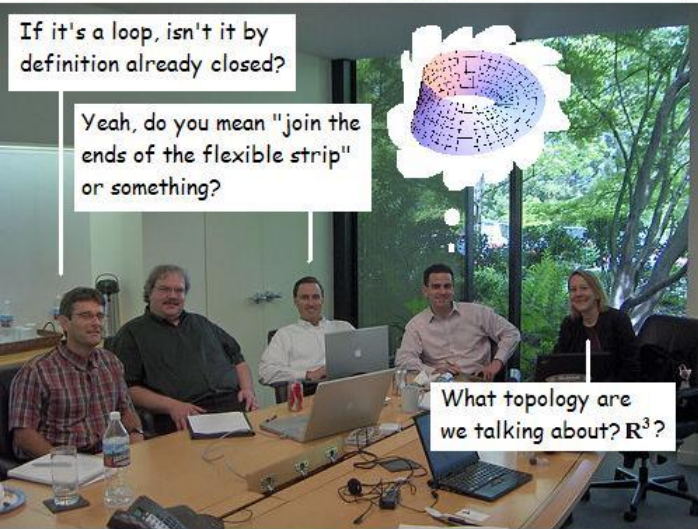 If it's a loop, isn't it by
definition already closed?
Yeah, do you mean "join the
ends of the flexible strip"
or something?
What topology are
we talking about? R³?